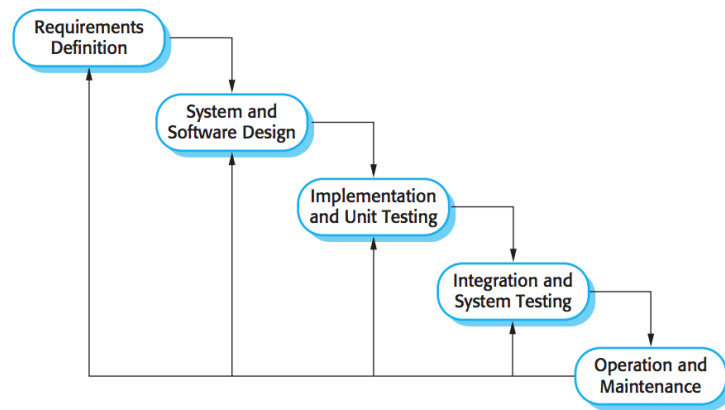 Requirements
Definition
System and
Software Design
Implementation
and Unit Testing
Integration and
System Testing
Operation and
Maintenance